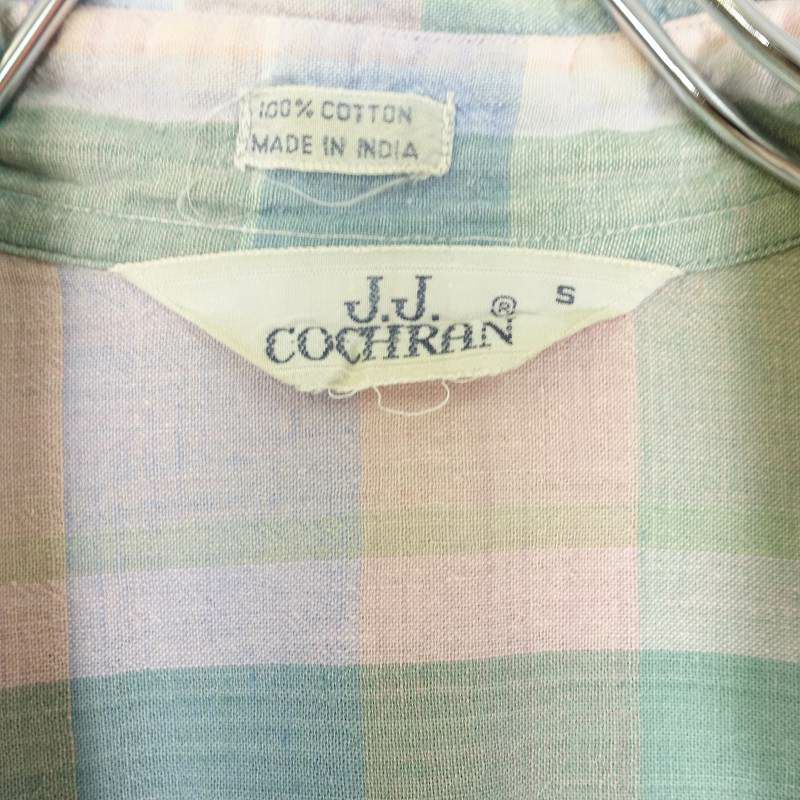 100% COTTON
MADE IN INDIA
J.J.
COCHRAN®
S